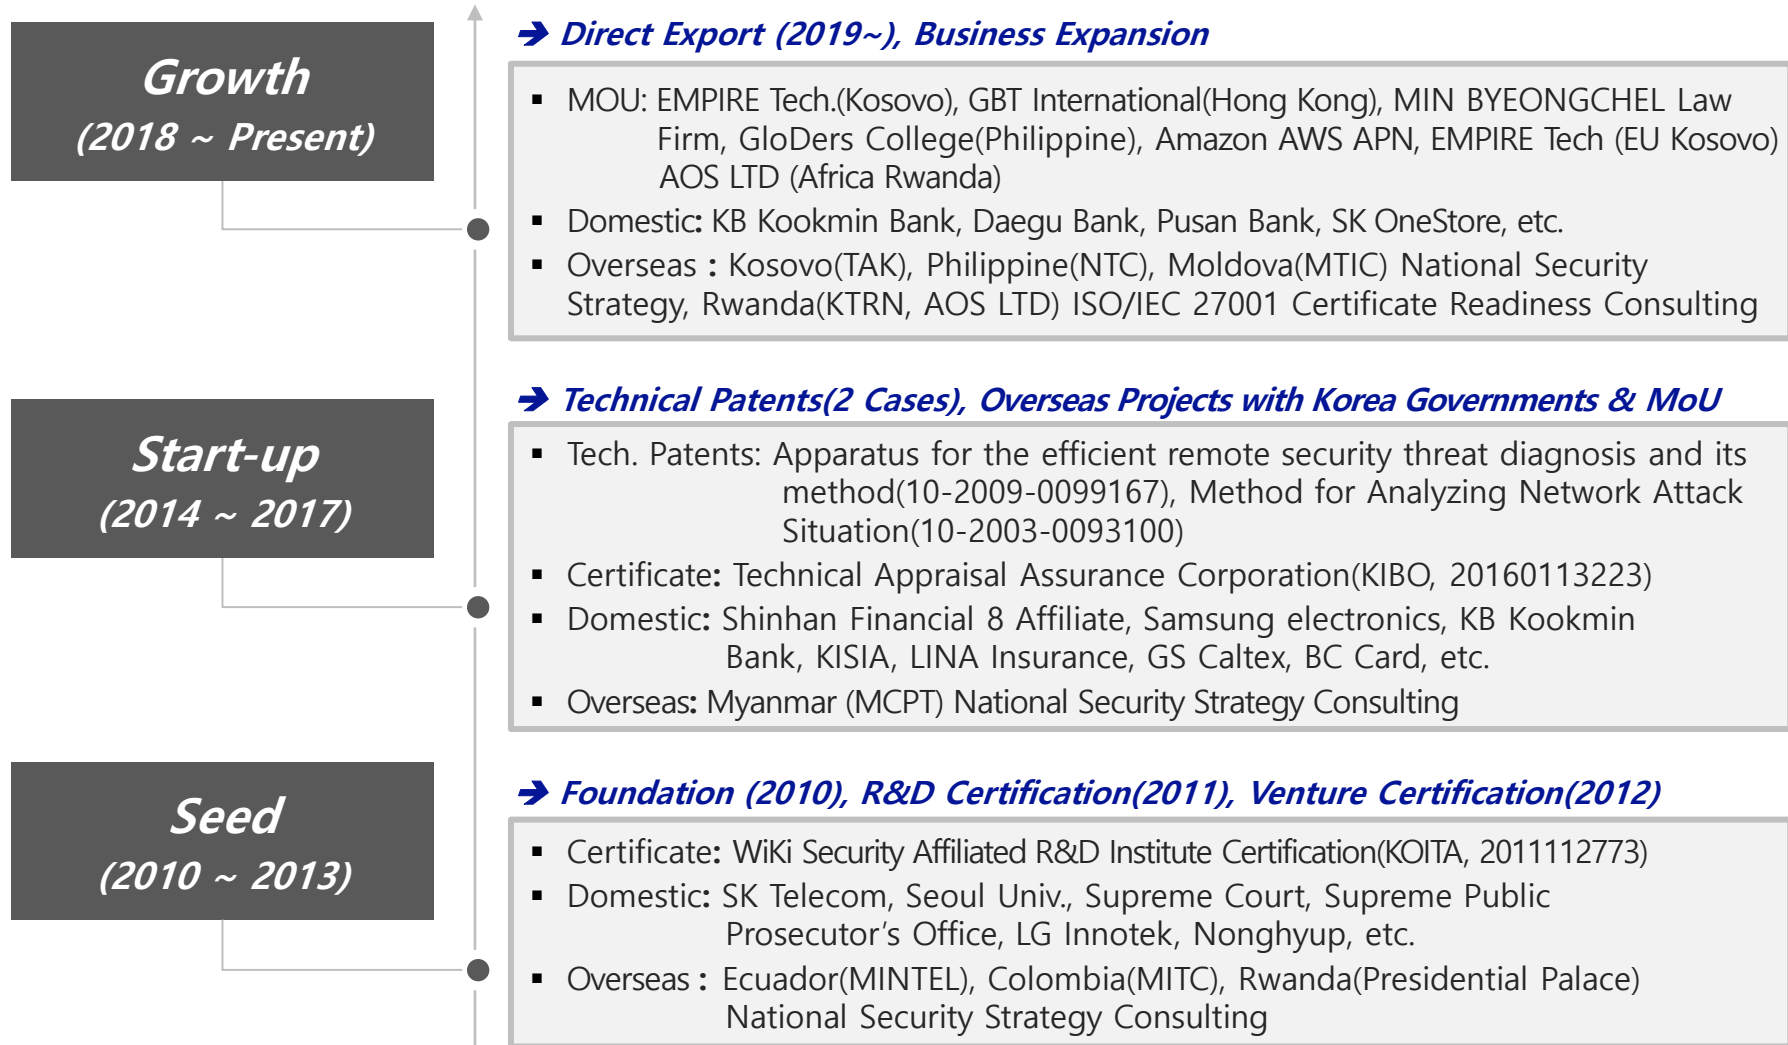 Growth
(2018 ~ Present)
➔ Direct Export (2019~), Business Expansion
▪ MOU: EMPIRE Tech.(Kosovo), GBT International(Hong Kong), MIN BYEONGCHEL Law
Firm, GloDers College(Philippine), Amazon AWS APN, EMPIRE Tech (EU Kosovo)
AOS LTD (Africa Rwanda)
▪ Domestic: KB Kookmin Bank, Daegu Bank, Pusan Bank, SK OneStore, etc.
▪ Overseas : Kosovo(TAK), Philippine(NTC), Moldova(MTIC) National Security
Strategy, Rwanda(KTRN, AOS LTD) ISO/IEC 27001 Certificate Readiness Consulting
Start-up
(2014 ~ 2017)
➔ Technical Patents(2 Cases), Overseas Projects with Korea Governments & MoU
▪ Tech. Patents: Apparatus for the efficient remote security threat diagnosis and its
method(10-2009-0099167), Method for Analyzing Network Attack
Situation(10-2003-0093100)
▪ Certificate: Technical Appraisal Assurance Corporation(KIBO, 20160113223)
▪ Domestic: Shinhan Financial 8 Affiliate, Samsung electronics, KB Kookmin
Bank, KISIA, LINA Insurance, GS Caltex, BC Card, etc.
▪ Overseas: Myanmar (MCPT) National Security Strategy Consulting
Seed
(2010 ~ 2013)
➔ Foundation (2010), R&D Certification(2011), Venture Certification(2012)
▪ Certificate: WiKi Security Affiliated R&D Institute Certification(KOITA, 2011112773)
▪ Domestic: SK Telecom, Seoul Univ., Supreme Court, Supreme Public
Prosecutor’s Office, LG Innotek, Nonghyup, etc.
▪ Overseas : Ecuador(MINTEL), Colombia(MITC), Rwanda(Presidential Palace)
National Security Strategy Consulting